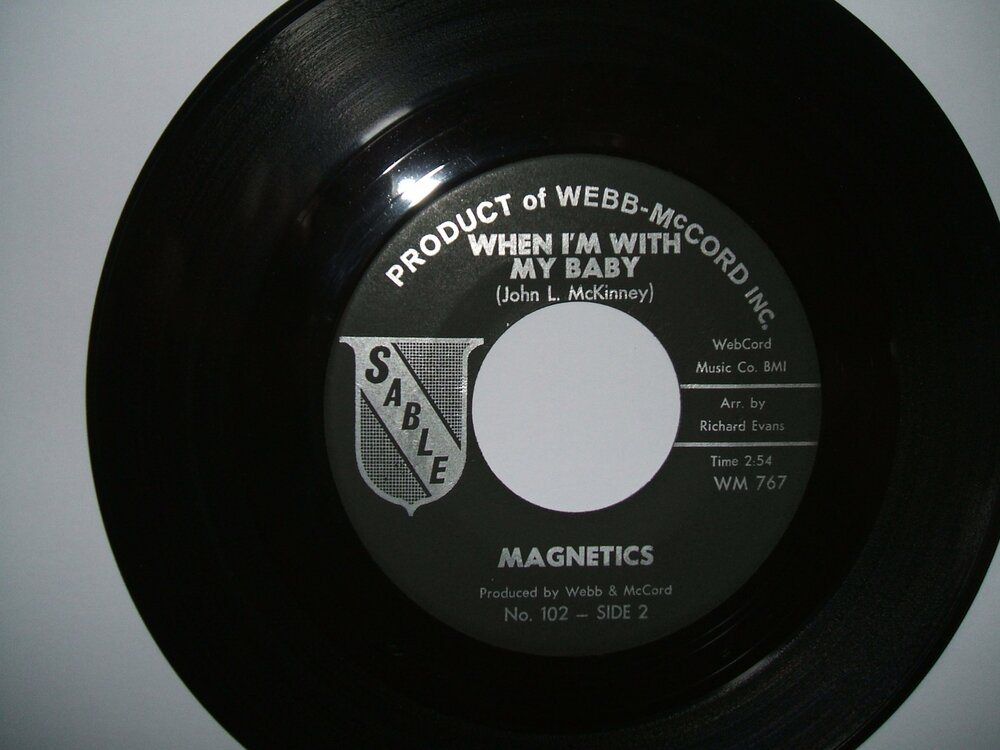 PRODUCT of WEBB-McCORD INC.
WHEN I'M WITH
MY BABY
(John L. McKinney)
SABLE
WebCord
Music Co. BMI
Arr. by
Richard Evans
Time 2:54
WM 767
MAGNETICS
Produced by Webb & McCord
No. 102 – SIDE 2